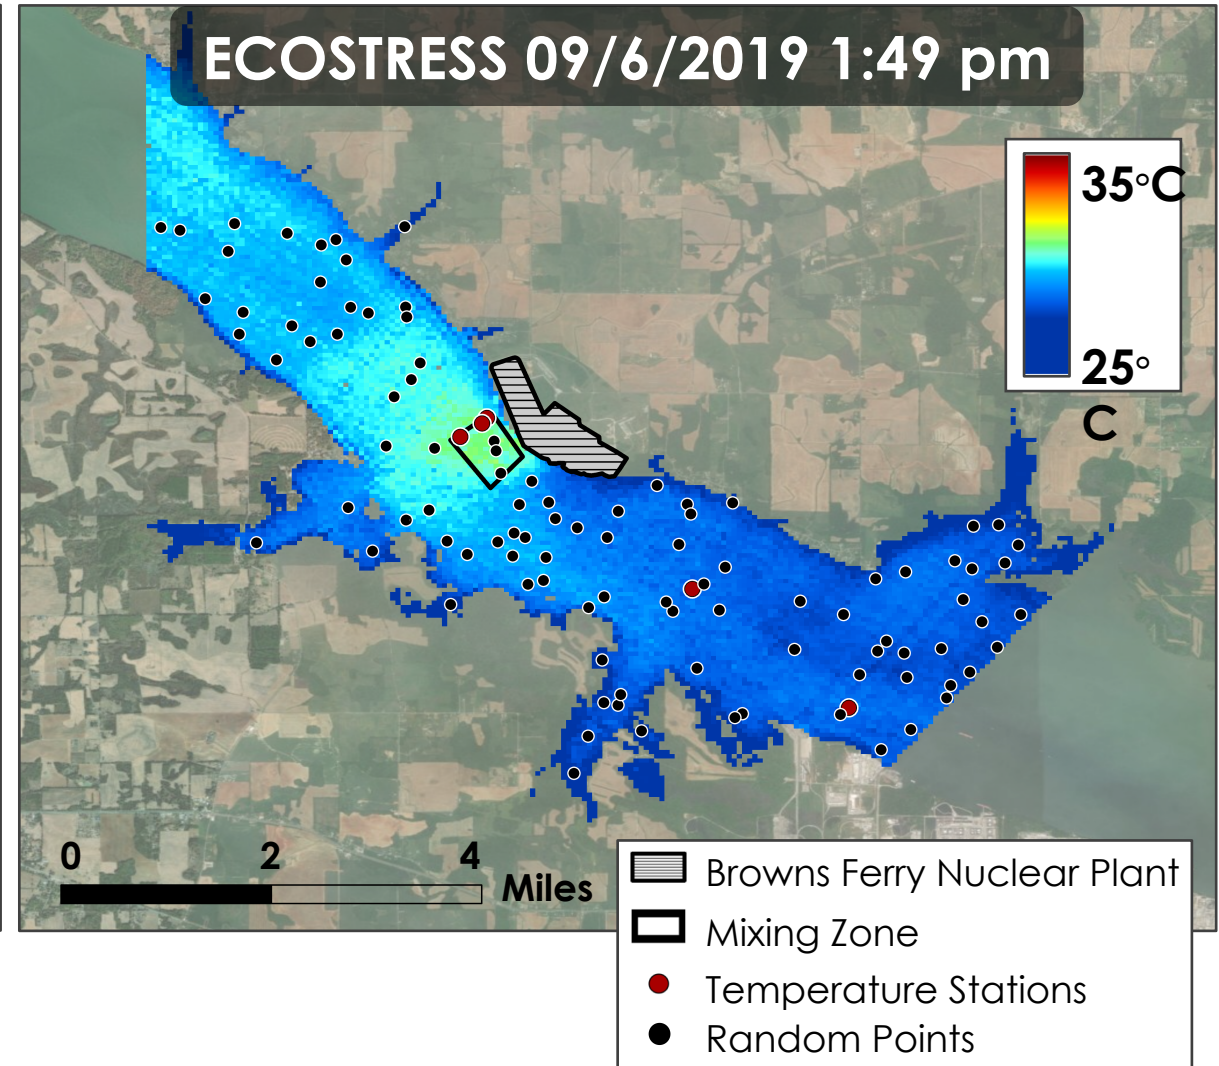 ECOSTRESS 09/6/2019 1:49 pm
35°C
25°
C
0 2 4
Miles
Browns Ferry Nuclear Plant
Mixing Zone
Temperature Stations
Random Points